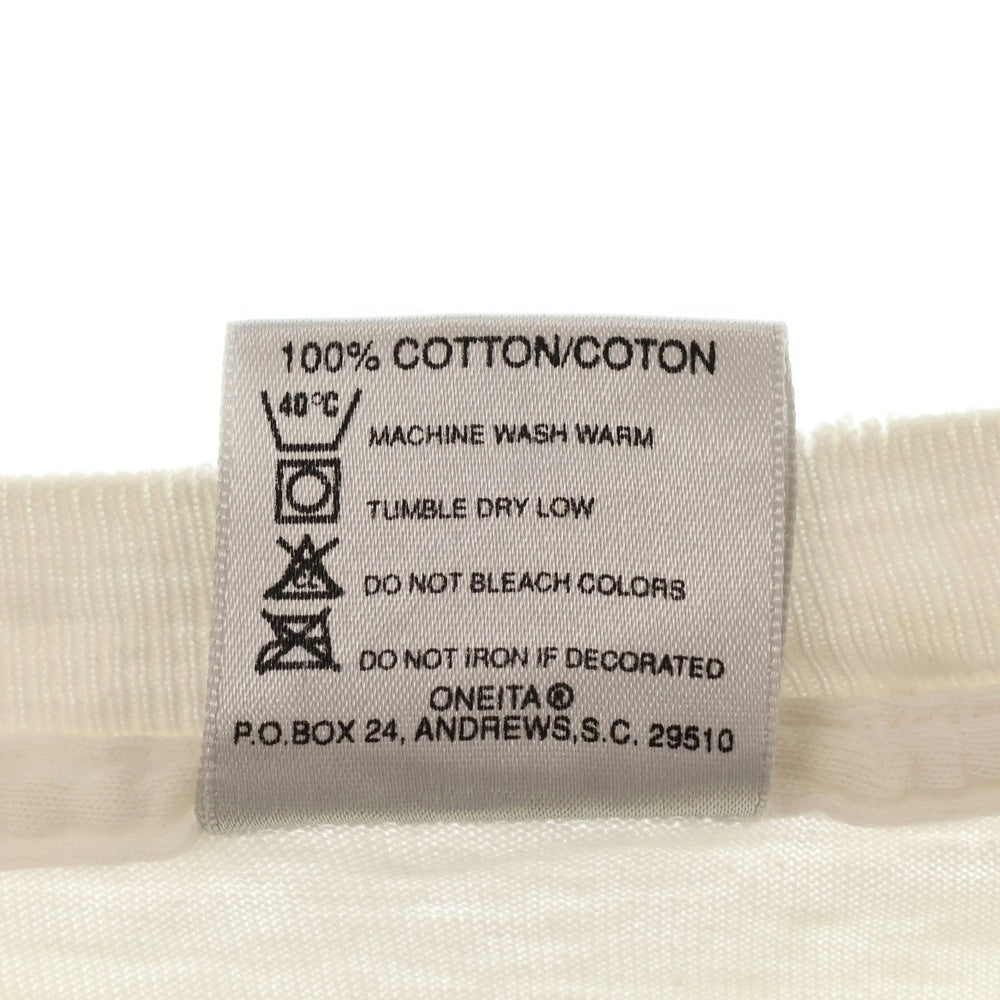 100% COTTON/COTON
40°C
MACHINE WASH WARM
TUMBLE DRY LOW
CL
DO NOT BLEACH COLORS
DO NOT IRON IF DECORATED
ONEITA®
P.O.BOX 24, ANDREWS,S.C. 29510